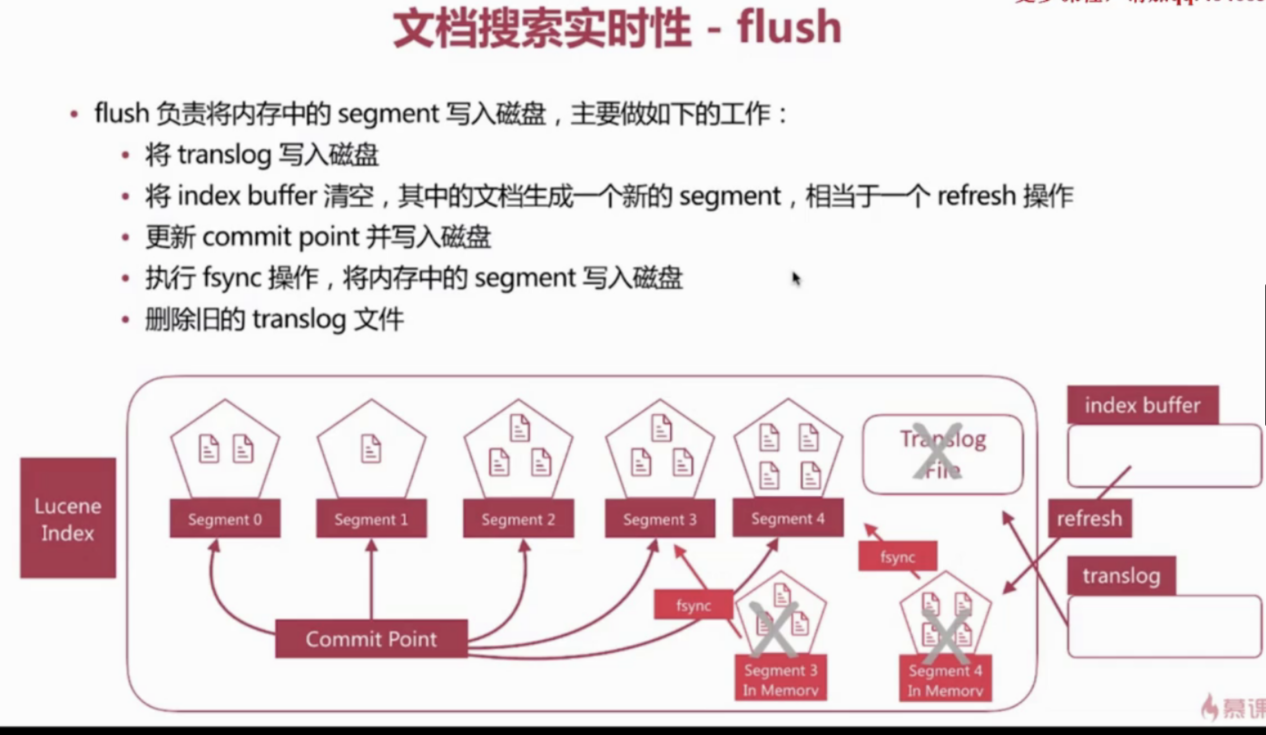 文档搜索实时性 - flush
• flush 负责将内存中的 segment 写入磁盘，主要做如下的工作：
• 将 translog 写入磁盘
• 将 index buffer 清空，其中的文档生成一个新的 segment，相当于一个 refresh 操作
• 更新 commit point 并写入磁盘
• 执行 fsync 操作，将内存中的 segment 写入磁盘
• 删除旧的 translog 文件
Lucene
Index
Segment 0
Segment 1
Segment 2
Segment 3
Segment 4
Translog
File
index buffer
refresh
translog
fsync
fsync
Commit Point
Segment 3
In Memory
Segment 4
In Memory
慕课